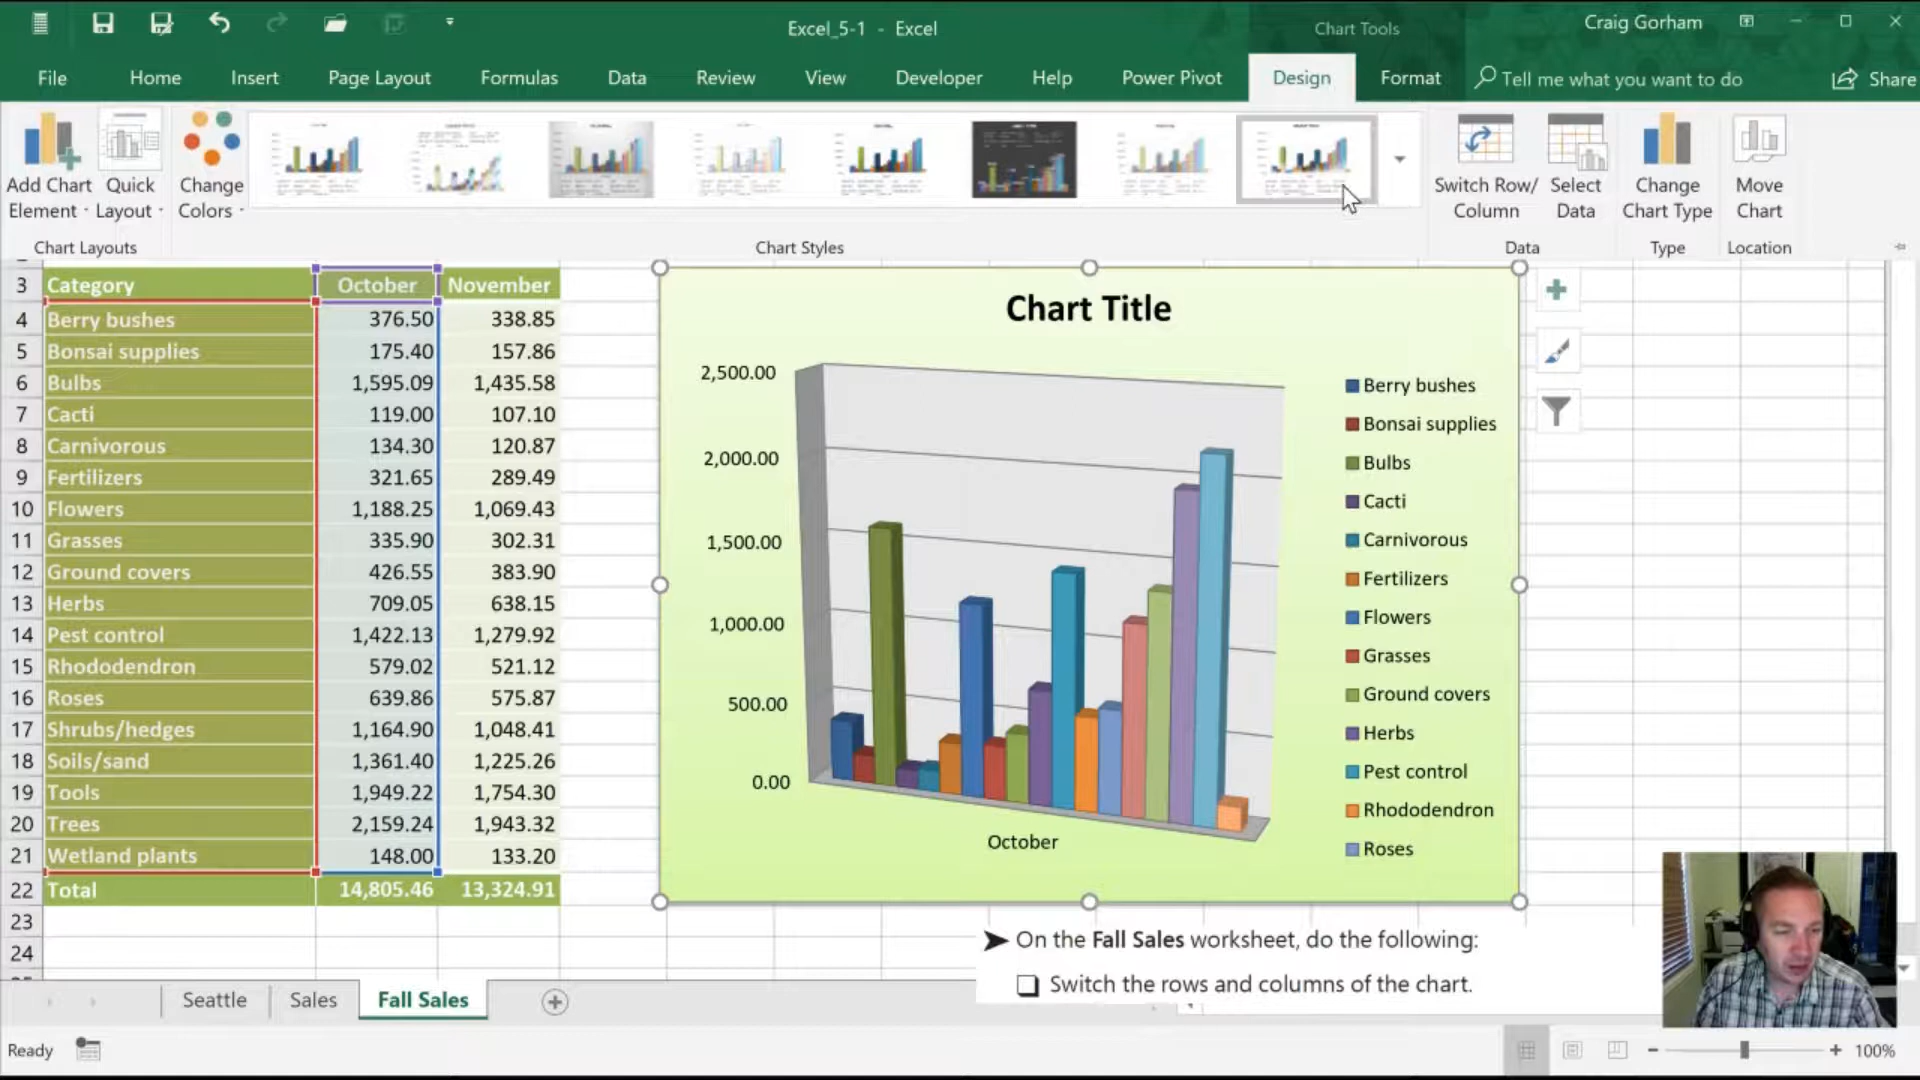 Excel_5-1 - Excel
Chart Tools
Craig Gorham
File Home Insert Page Layout Formulas Data Review View Developer Help Power Pivot Design Format Tell me what you want to do Share
Add Chart Element
Quick Layout
Change Colors
Switch Row/ Column
Select Data
Change Chart Type
Move Chart
Chart Layouts
Chart Styles
Data
Type
Location
3 Category October November
4 Berry bushes 376.50 338.85
5 Bonsai supplies 175.40 157.86
6 Bulbs 1,595.09 1,435.58
7 Cacti 119.00 107.10
8 Carnivorous 134.30 120.87
9 Fertilizers 321.65 289.49
10 Flowers 1,188.25 1,069.43
11 Grasses 335.90 302.31
12 Ground covers 426.55 383.90
13 Herbs 709.05 638.15
14 Pest control 1,422.13 1,279.92
15 Rhododendron 579.02 521.12
16 Roses 639.86 575.87
17 Shrubs/hedges 1,164.90 1,048.41
18 Soils/sand 1,361.40 1,225.26
19 Tools 1,949.22 1,754.30
20 Trees 2,159.24 1,943.32
21 Wetland plants 148.00 133.20
22 Total 14,805.46 13,324.91
23
24
Chart Title
2,500.00
2,000.00
1,500.00
1,000.00
500.00
0.00
October
Berry bushes
Bonsai supplies
Bulbs
Cacti
Carnivorous
Fertilizers
Flowers
Grasses
Ground covers
Herbs
Pest control
Rhododendron
Roses
On the Fall Sales worksheet, do the following:
Switch the rows and columns of the chart.
Seattle Sales Fall Sales
Ready
100%